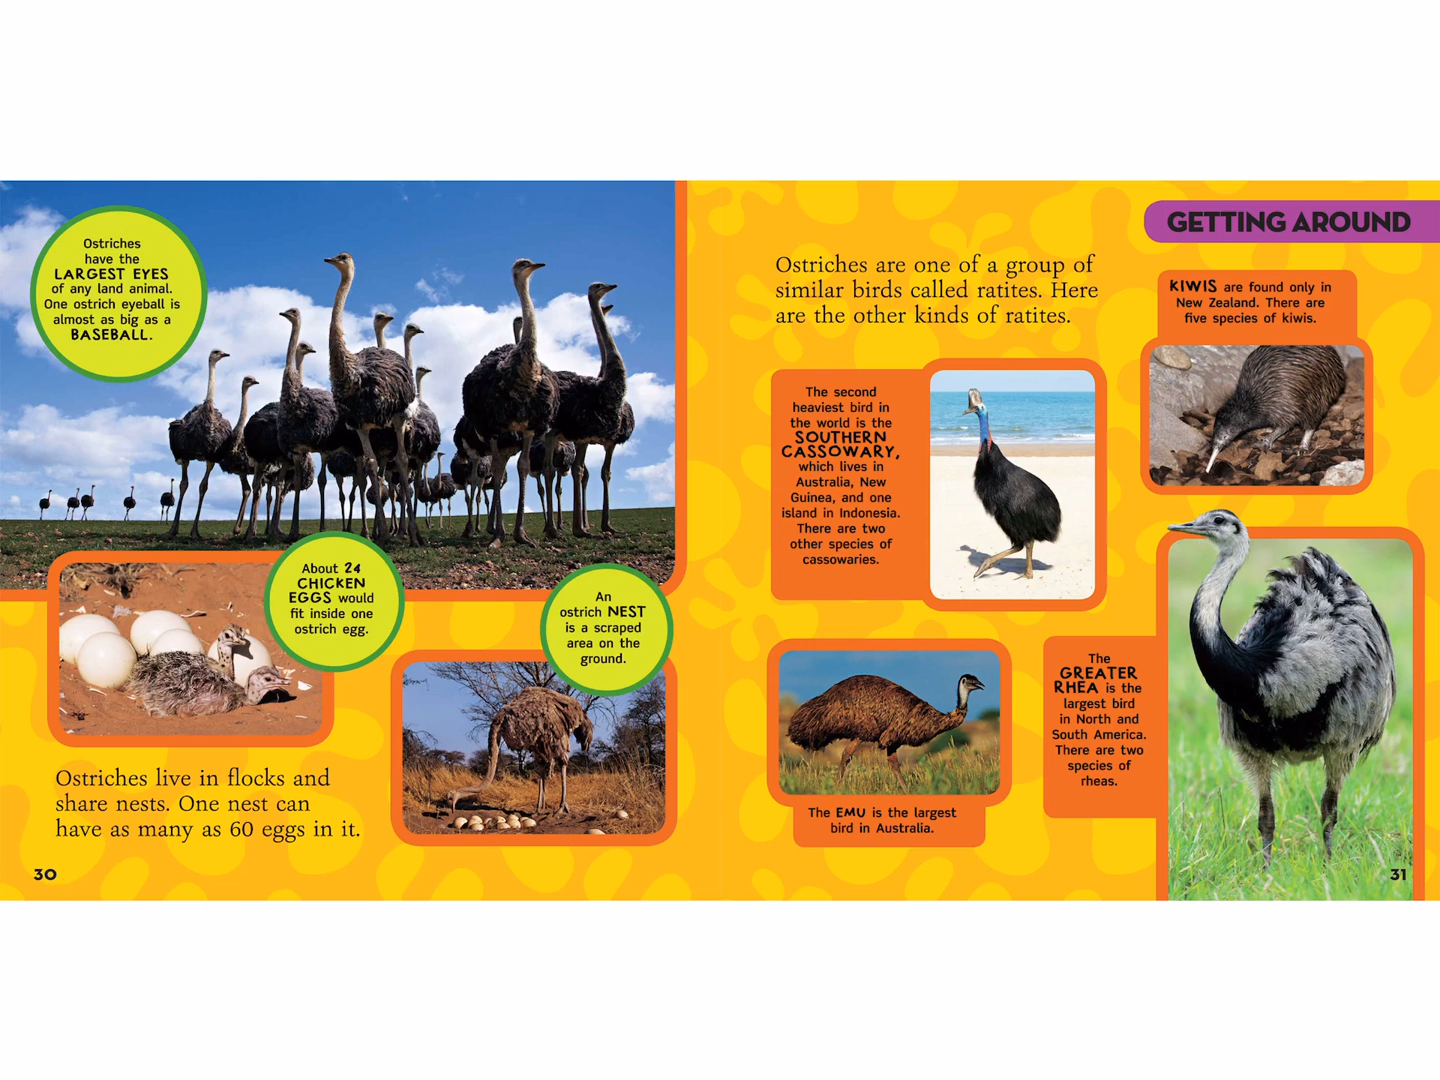 Ostriches
have the
LARGEST EYES
of any land animal.
One ostrich eyeball is
almost as big as a
BASEBALL.
About 24
CHICKEN
EGGS would
fit inside one
ostrich egg.
An
ostrich NEST
is a scraped
area on the
ground.
Ostriches live in flocks and
share nests. One nest can
have as many as 60 eggs in it.
30
GETTING AROUND
Ostriches are one of a group of
similar birds called ratites. Here
are the other kinds of ratites.
KIWIS are found only in
New Zealand. There are
five species of kiwis.
The second
heaviest bird in
the world is the
SOUTHERN
CASSOWARY,
which lives in
Australia, New
Guinea, and one
island in Indonesia.
There are two
other species of
cassowaries.
The EMU is the largest
bird in Australia.
The
GREATER
RHEA is the
largest bird
in North and
South America.
There are two
species of
rheas.
31